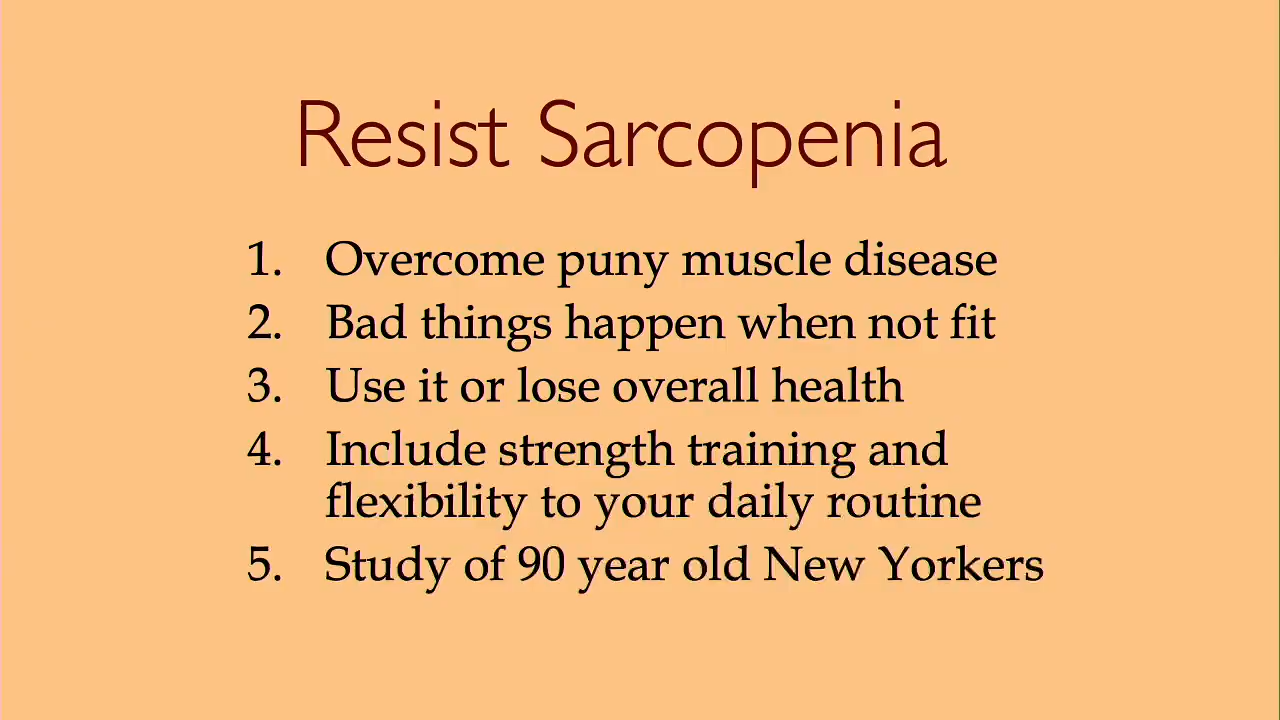 Resist Sarcopenia
1. Overcome puny muscle disease
2. Bad things happen when not fit
3. Use it or lose overall health
4. Include strength training and
flexibility to your daily routine
5. Study of 90 year old New Yorkers